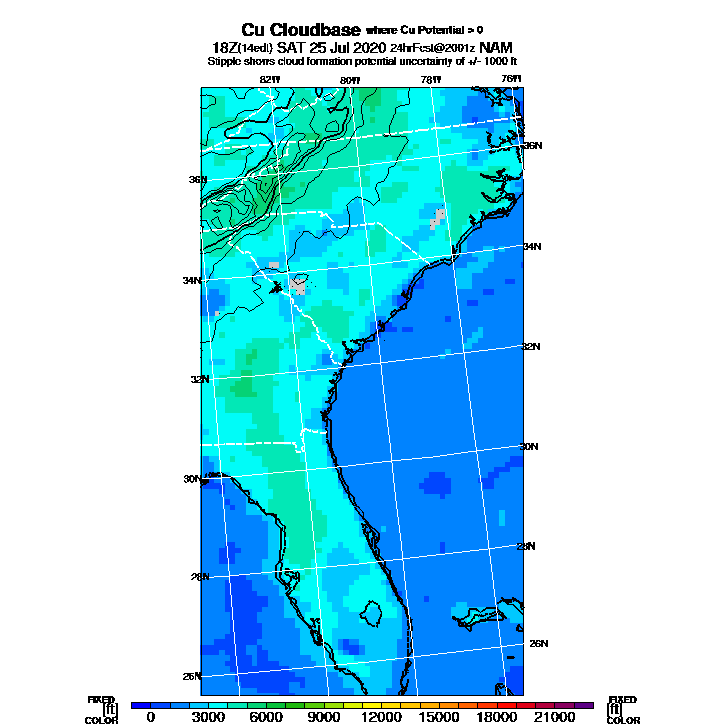 Cu Cloudbase where Cu Potential > 0
18Z(14edt) SAT 25 Jul 2020 24hrFcst@2001z NAM
Stipple shows cloud formation potential uncertainty of +/- 1000 ft
82W 80W 78W 76W
36N
36N
34N
34N
32N
32N
30N
30N
28N
28N
26N
26N
FIXED [ft] COLOR
0 3000 6000 9000 12000 15000 18000 21000
FIXED [ft] COLOR